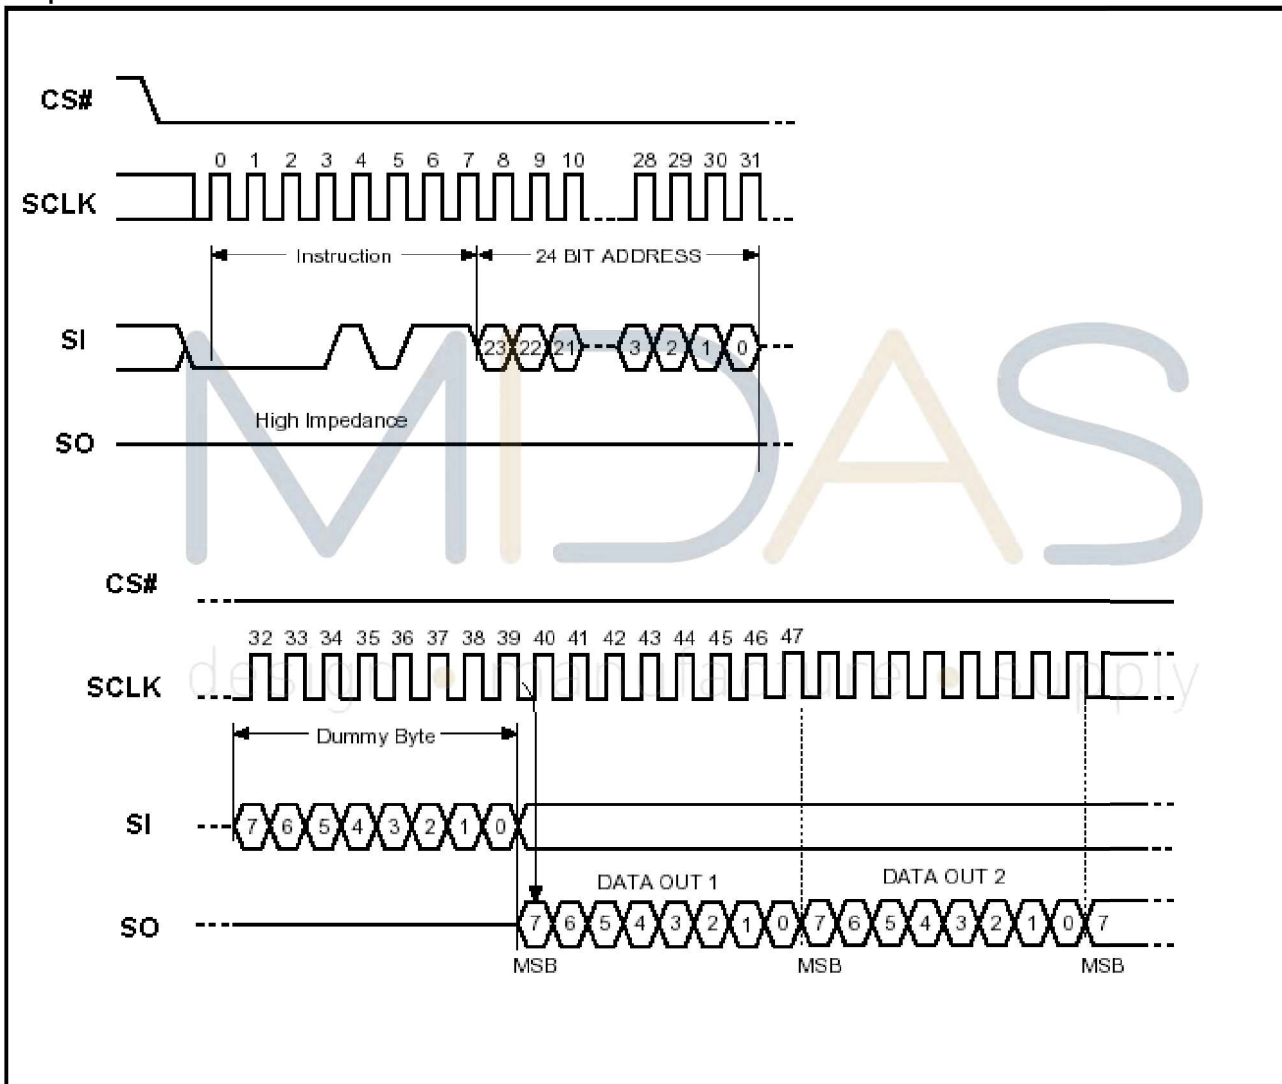 CS#
0 1 2 3 4 5 6 7 8 9 10 28 29 30 31
SCLK
Instruction 24 BIT ADDRESS
SI
23 22 21 3 2 1 0
High Impedance
SO
MIDAS
CS#
32 33 34 35 36 37 38 39 40 41 42 43 44 45 46 47
SCLK
design • manufacture • supply
Dummy Byte
SI
7 6 5 4 3 2 1 0
DATA OUT 1 DATA OUT 2
SO
7 6 5 4 3 2 1 0 7 6 5 4 3 2 1 0 7
MSB MSB MSB